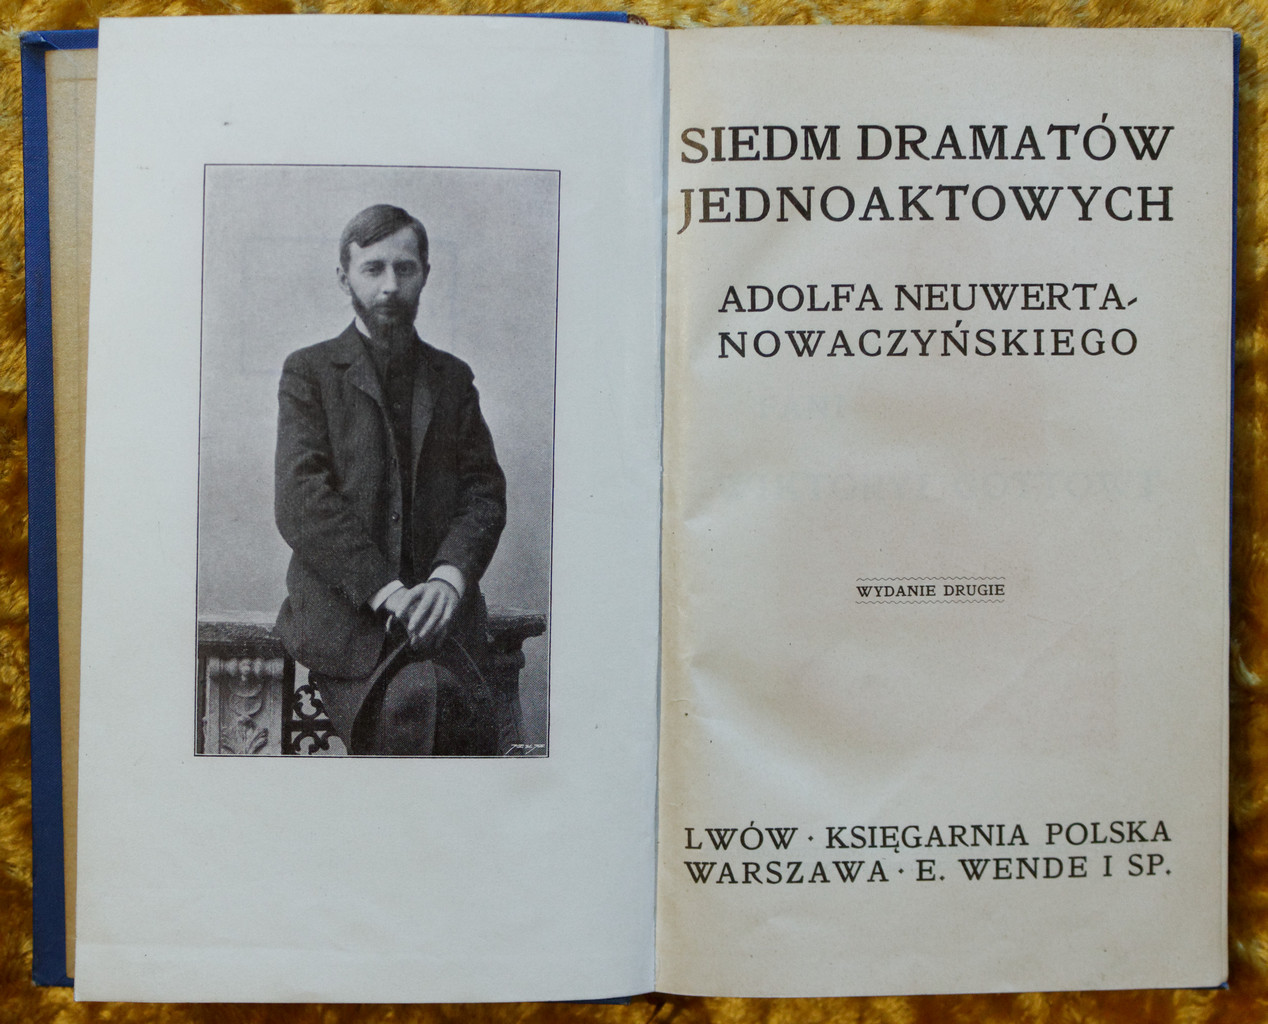 SIEDM DRAMATÓW
JEDNOAKTOWYCH
ADOLFA NEUWERTA-
NOWACZYŃSKIEGO
WYDANIE DRUGIE
LWÓW · KSIĘGARNIA POLSKA
WARSZAWA · E. WENDE I SP.